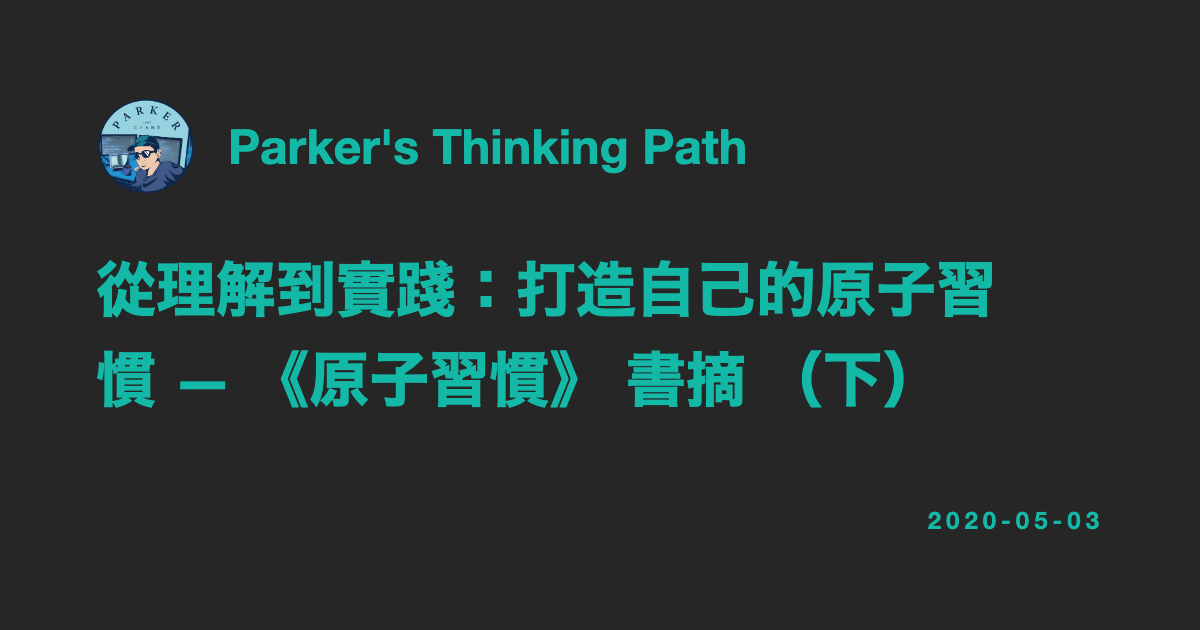 PARKER
Parker's Thinking Path
從理解到實踐：打造自己的原子習
慣 — 《原子習慣》 書摘 （下）
2020-05-03